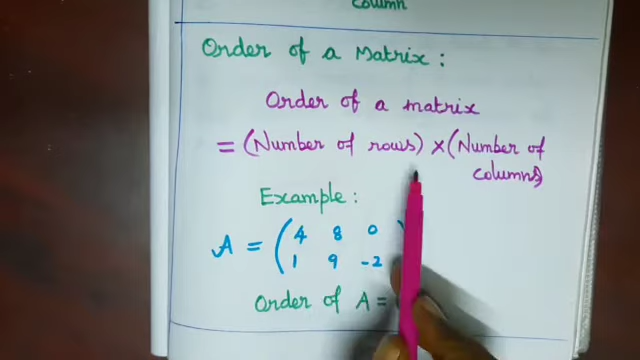 Column
Order of a Matrix:
Order of a matrix
= (Number of rows) × (Number of
columns)
Example:
A = ( 4 8 0 )
1 9 -2
Order of A =